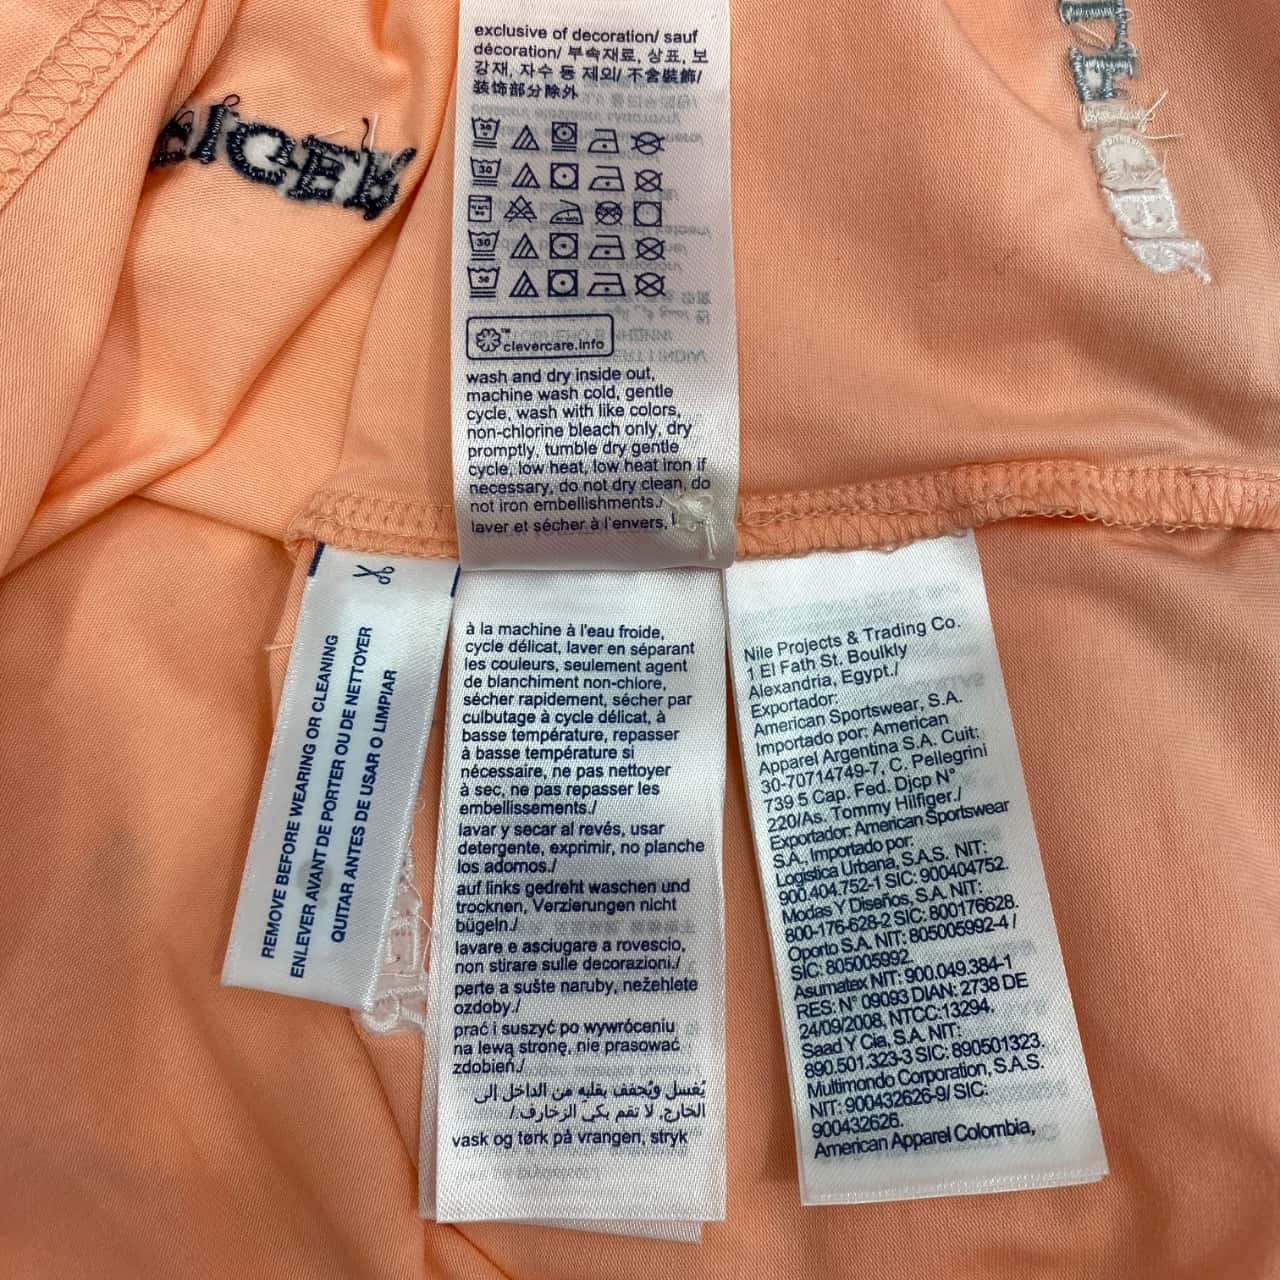 exclusive of decoration/ sauf
décoration/ 부속재료, 상표, 보
강재, 자수 등 제외/ 不含裝飾/
装饰部分除外
clevercare.info
wash and dry inside out,
machine wash cold, gentle
cycle, wash with like colors,
non-chlorine bleach only, dry
promptly, tumble dry gentle
cycle, low heat, low heat iron if
necessary, do not dry clean, do
not iron embellishments./
laver et sécher à l'envers,
REMOVE BEFORE WEARING OR CLEANING
ENLEVER AVANT DE PORTER OU DE NETTOYER
QUITAR ANTES DE USAR O LIMPIAR
à la machine à l'eau froide,
cycle délicat, laver en séparant
les couleurs, seulement agent
de blanchiment non-chlore,
sécher rapidement, sécher par
culbutage à cycle délicat, à
basse température, repasser
à basse température si
nécessaire, ne pas nettoyer
à sec, ne pas repasser les
embellissements./
lavar y secar al revés, usar
detergente, exprimir, no planche
los adornos./
auf links gedreht waschen und
trocknen, Verzierungen nicht
bügeln./
lavare e asciugare a rovescio,
non stirare sulle decorazioni./
perte a sušte naruby, nežehlete
ozdoby./
prać i suszyć po wywróceniu
na lewą stronę, nie prasować
zdobień./
يُغسل ويُجفف بقلبه من الداخل إلى
الخارج, لا تقم بكي الزخارف/
vask og tørk på vrangen, stryk
Nile Projects & Trading Co.
1 El Fath St. Boulkly
Alexandria, Egypt./
Exportador:
American Sportswear, S.A.
Importado por: American
Apparel Argentina S.A. Cuit:
30-70714749-7, C. Pellegrini
739 5 Cap. Fed. Djcp N°
220/As. Tommy Hilfiger./
Exportador: American Sportswear
S.A., Importado por:
Logistica Urbana, S.A.S. NIT:
900.404.752-1 SIC: 900404752.
Modas Y Diseños, S.A. NIT:
800-176-628-2 SIC: 800176628.
Oporto S.A. NIT: 805005992-4 /
SIC: 805005992.
Asumatex NIT: 900.049.384-1
RES: N° 09093 DIAN: 2738 DE
24/09/2008, NTCC:13294.
Saad Y Cia, S.A. NIT:
890.501.323-3 SIC: 890501323.
Multimondo Corporation, S.A.S.
NIT: 900432626-9/ SIC:
900432626.
American Apparel Colombia,